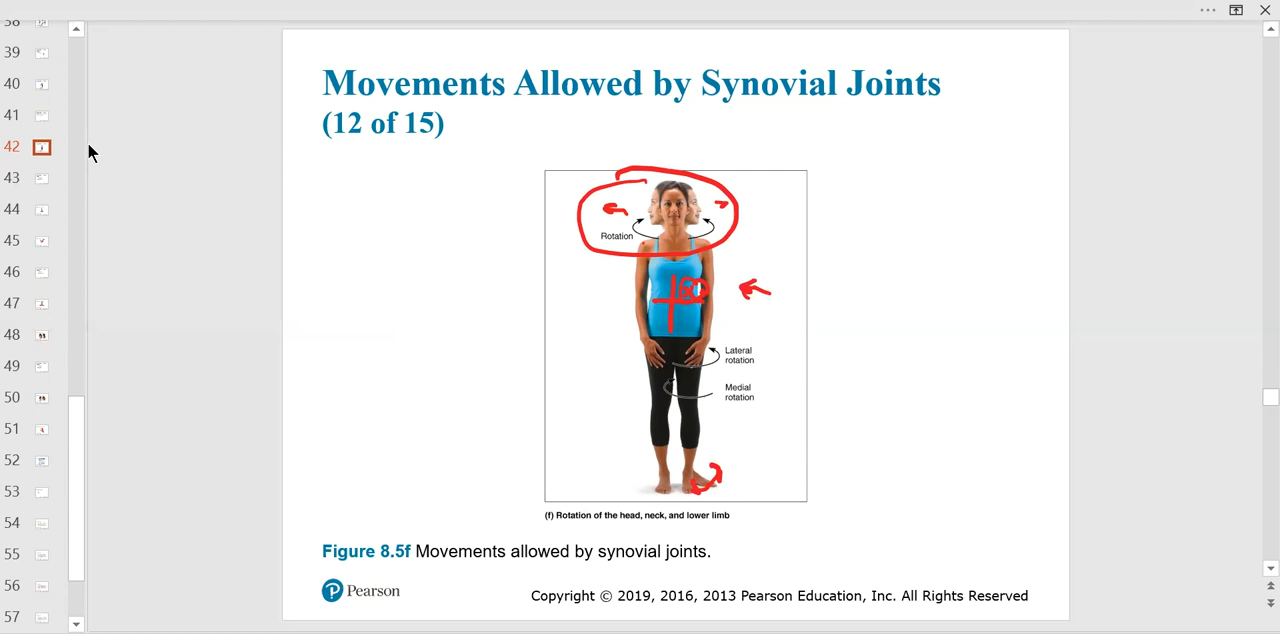 38
39
40
41
42
43
44
45
46
47
48
49
50
51
52
53
54
55
56
57
Movements Allowed by Synovial Joints
(12 of 15)
Rotation
Lateral
rotation
Medial
rotation
(f) Rotation of the head, neck, and lower limb
Figure 8.5f Movements allowed by synovial joints.
P Pearson
Copyright © 2019, 2016, 2013 Pearson Education, Inc. All Rights Reserved